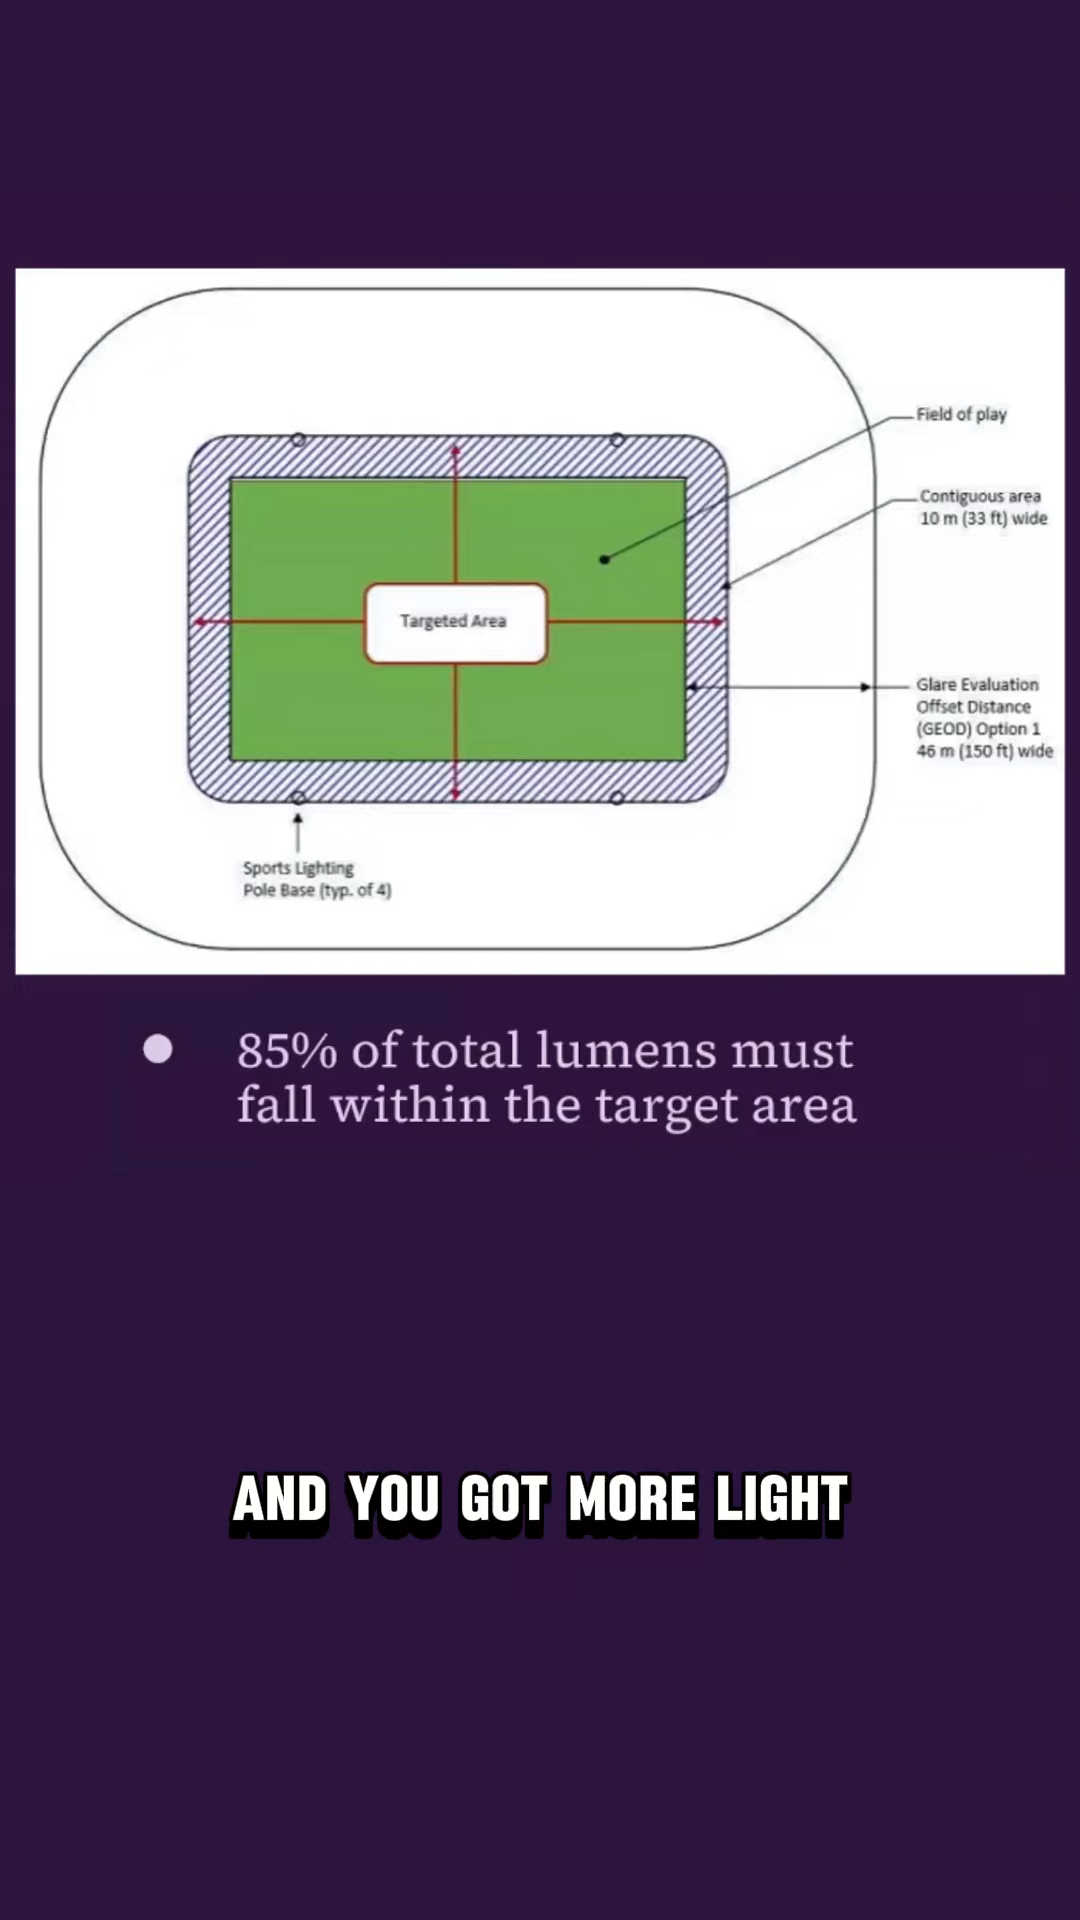 Field of play
Contiguous area
10 m (33 ft) wide
Targeted Area
Glare Evaluation
Offset Distance
(GEOD) Option 1
46 m (150 ft) wide
Sports Lighting
Pole Base (typ. of 4)
● 85% of total lumens must
fall within the target area
AND YOU GOT MORE LIGHT